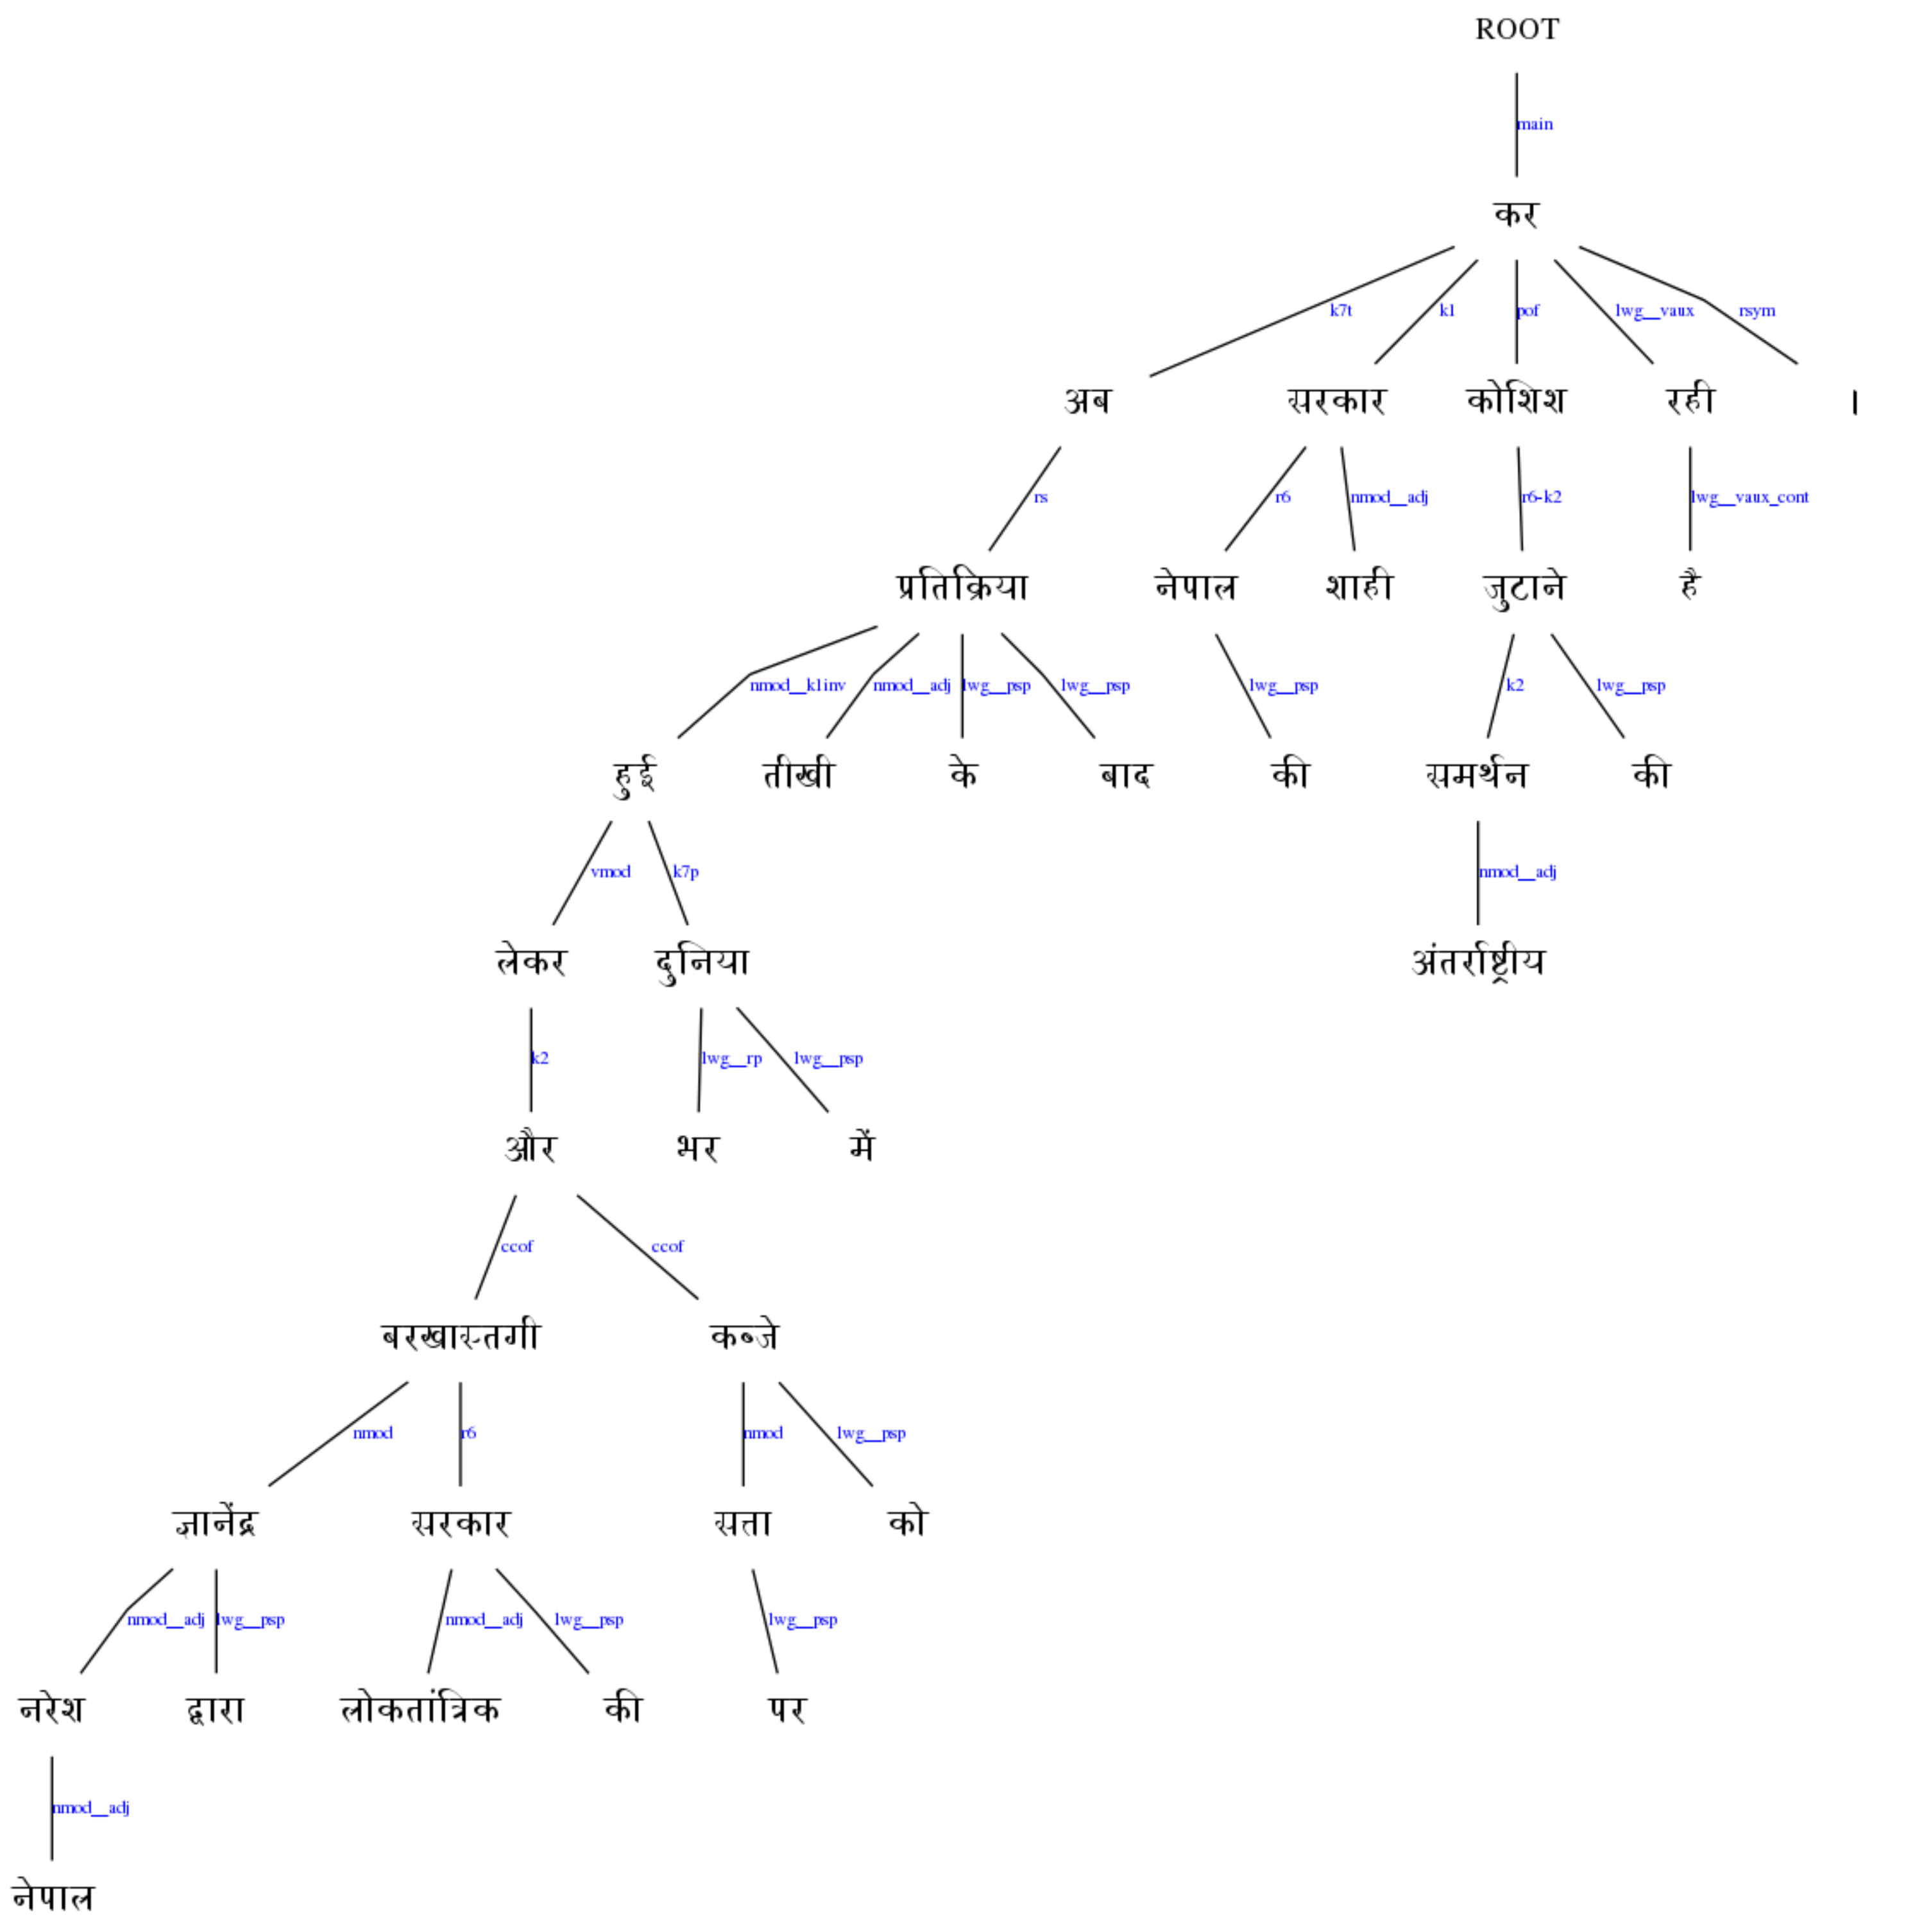 ROOT
main
कर
k7t k1 pof lwg__vaux rsym
अब सरकार कोशिश रही ।
rs r6 nmod__adj r6-k2 lwg__vaux_cont
प्रतिक्रिया नेपाल शाही जुटाने है
nmod__k1inv nmod__adj lwg__psp lwg__psp lwg__psp k2 lwg__psp
हुई तीखी के बाद की समर्थन की
vmod k7p nmod__adj
लेकर दुनिया अंतर्राष्ट्रीय
k2 lwg__rp lwg__psp
और भर में
ccof ccof
बरखास्तगी कब्जे
nmod r6 nmod lwg__psp
ज्ञानेंद्र सरकार सत्ता को
nmod__adj lwg__psp nmod__adj lwg__psp lwg__psp
नरेश द्वारा लोकतांत्रिक की पर
nmod__adj
नेपाल